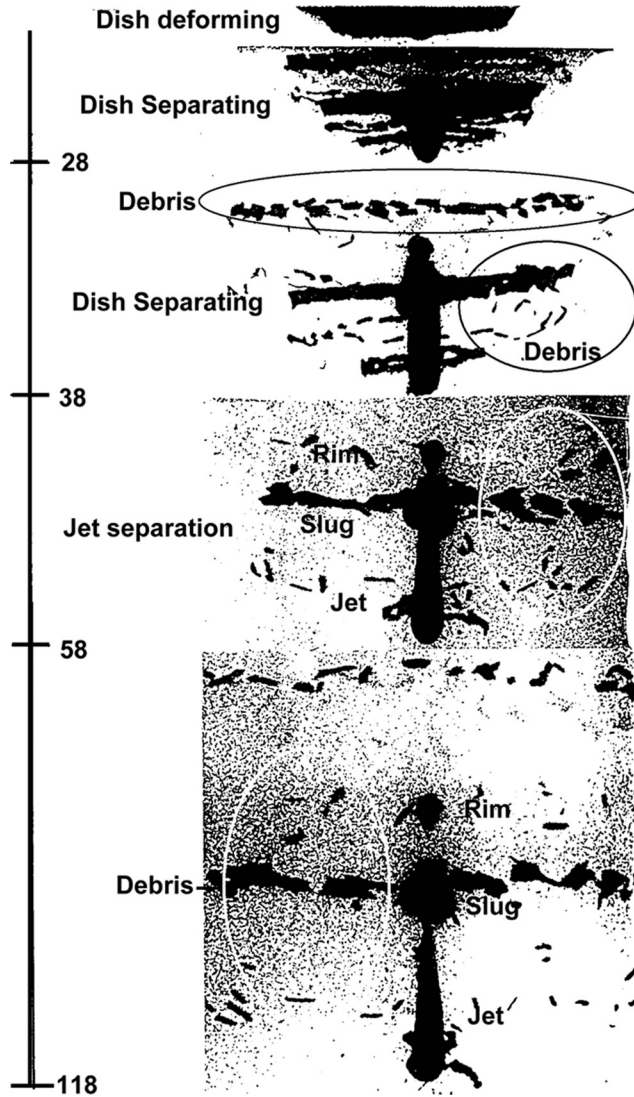 Dish deforming
Dish Separating
28
Debris
Dish Separating
Debris
38
Rim
Rim
Jet separation
Slug
Jet
58
Rim
Debris
Slug
Jet
118